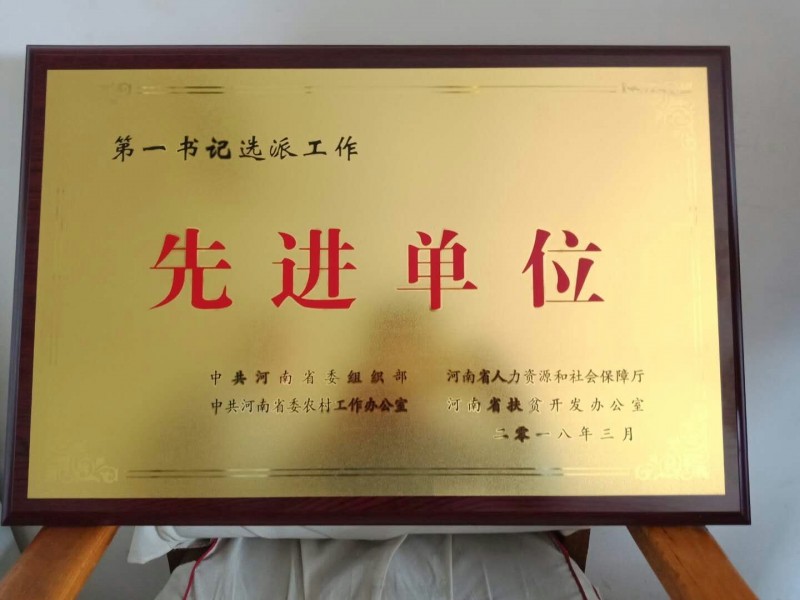 第一书记选派工作
先进单位
中共河南省委组织部 河南省人力资源和社会保障厅
中共河南省委农村工作办公室 河南省扶贫开发办公室
二零一八年三月